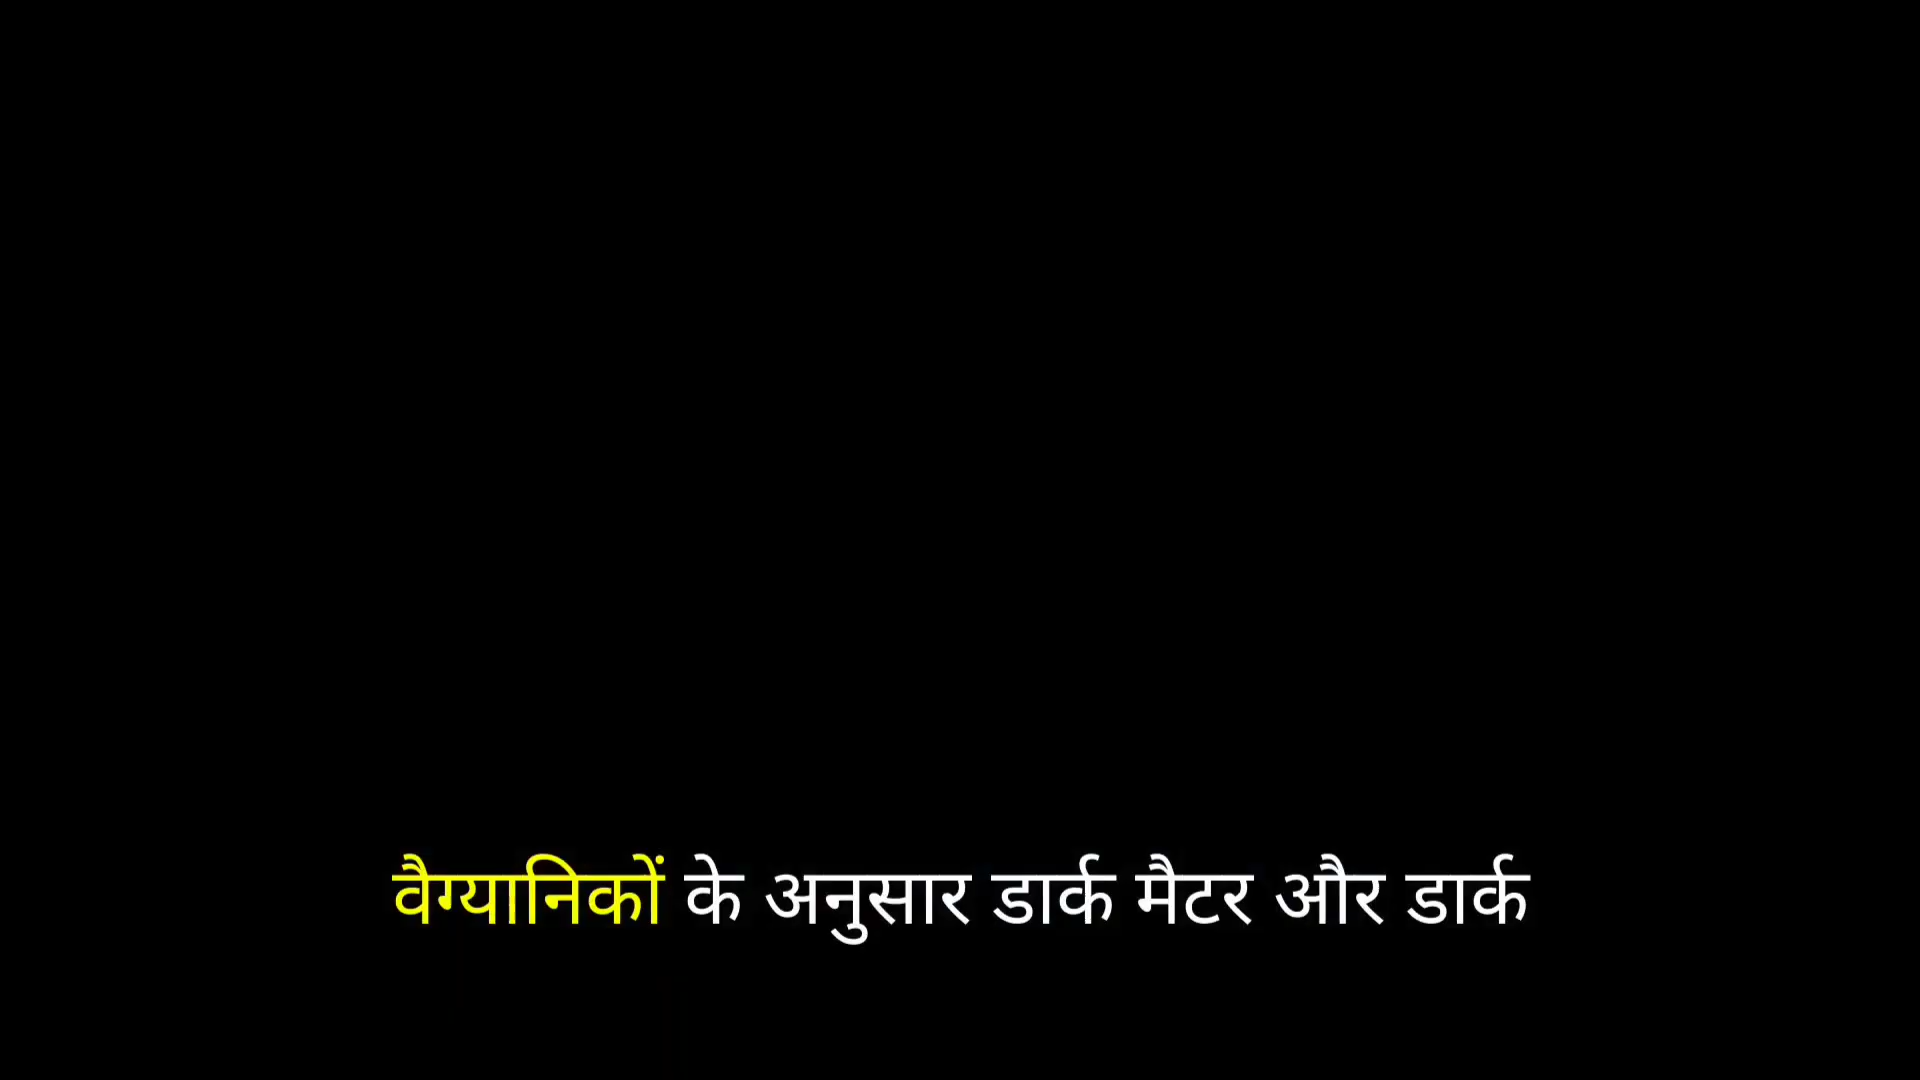 वैग्यानिकों के अनुसार डार्क मैटर और डार्क